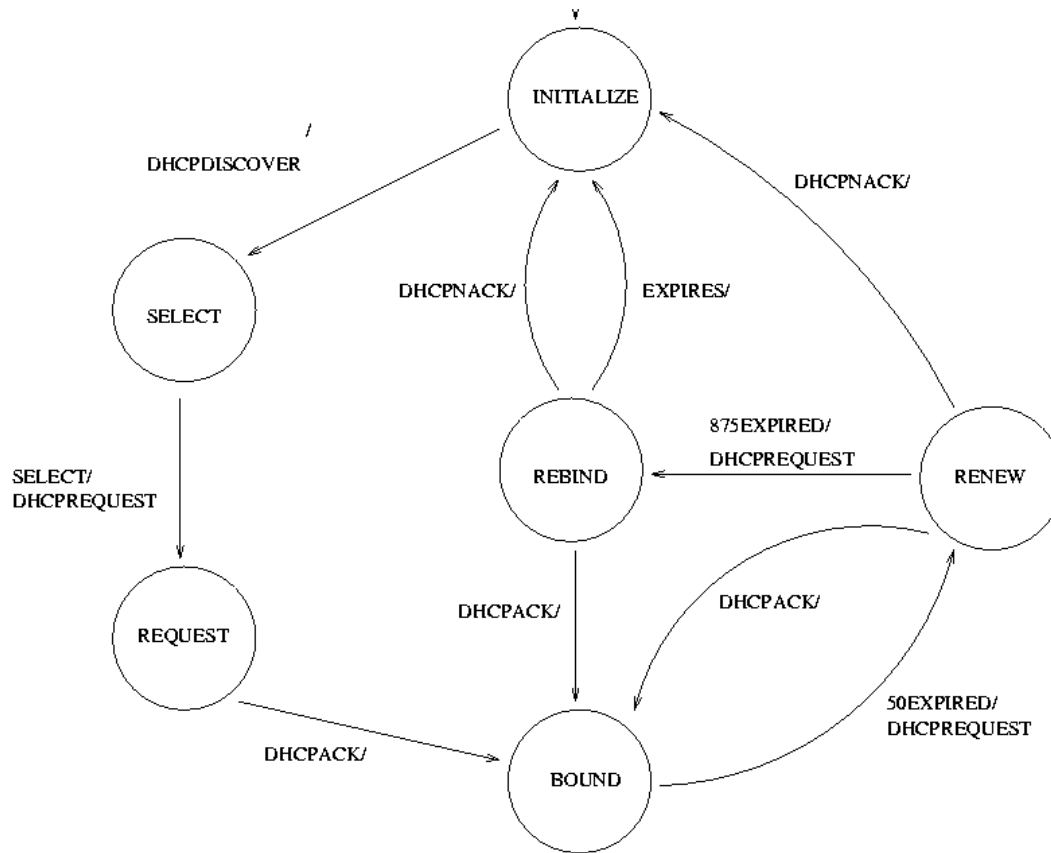 INITIALIZE
/
DHCPDISCOVER
DHCPNACK/
SELECT
DHCPNACK/
EXPIRES/
875EXPIRED/
DHCPREQUEST
SELECT/
DHCPREQUEST
REBIND
RENEW
DHCPACK/
DHCPACK/
REQUEST
50EXPIRED/
DHCPREQUEST
DHCPACK/
BOUND